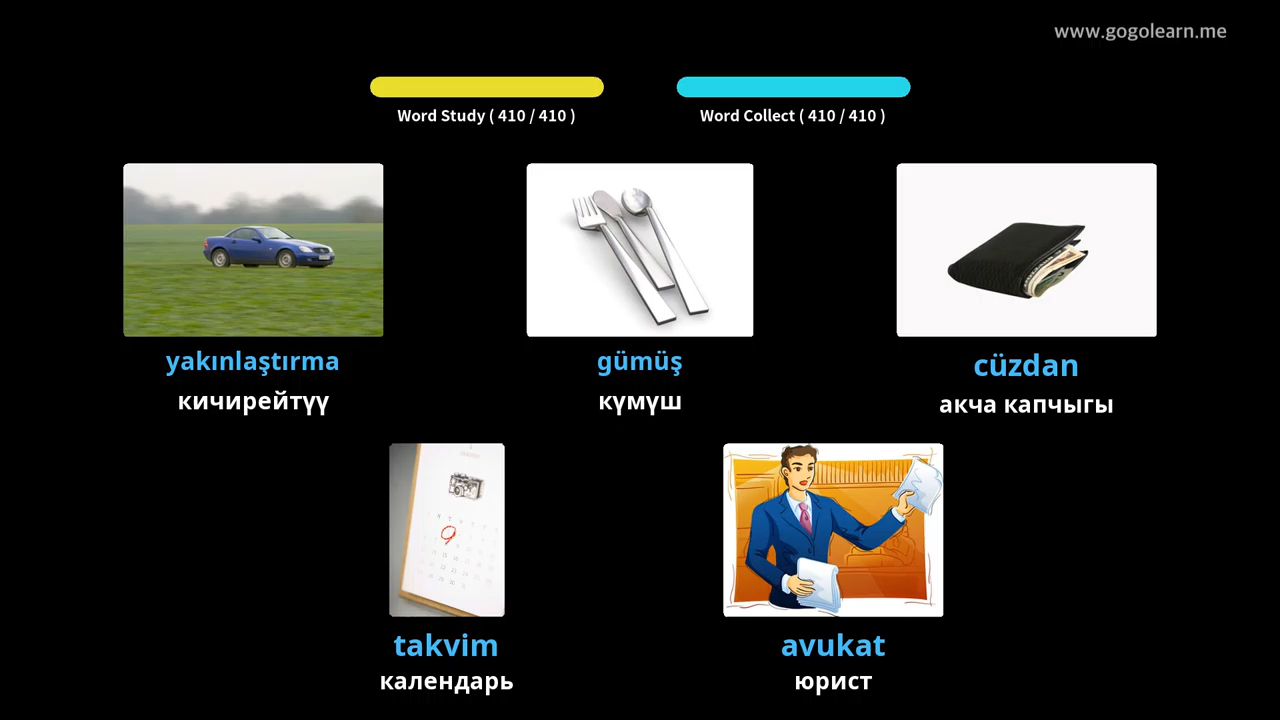 www.gogolearn.me
Word Study ( 410 / 410 )
Word Collect ( 410 / 410 )
yakınlaştırma
кичирейтүү
gümüş
күмүш
cüzdan
акча капчыгы
takvim
календарь
avukat
юрист